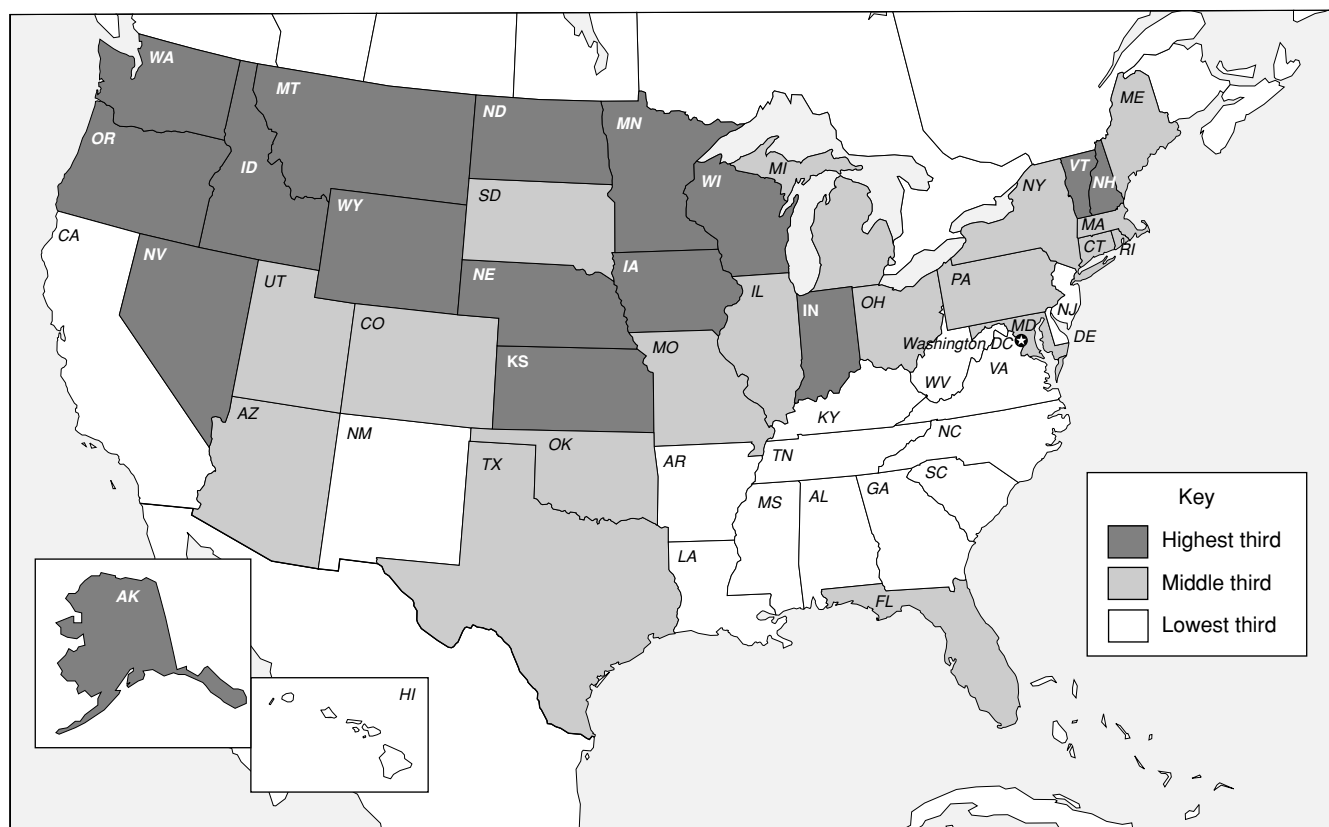 WA
MT
ND
MN
ME
OR
ID
WI
MI
VT
NH
NY
SD
WY
CA
MA
NV
CT
RI
UT
NE
IA
IL
IN
OH
PA
NJ
CO
MO
MD
DE
Washington DC
KS
WV
VA
KY
AZ
NM
OK
NC
TX
AR
TN
SC
MS
AL
GA
LA
FL
AK
HI
Key
Highest third
Middle third
Lowest third